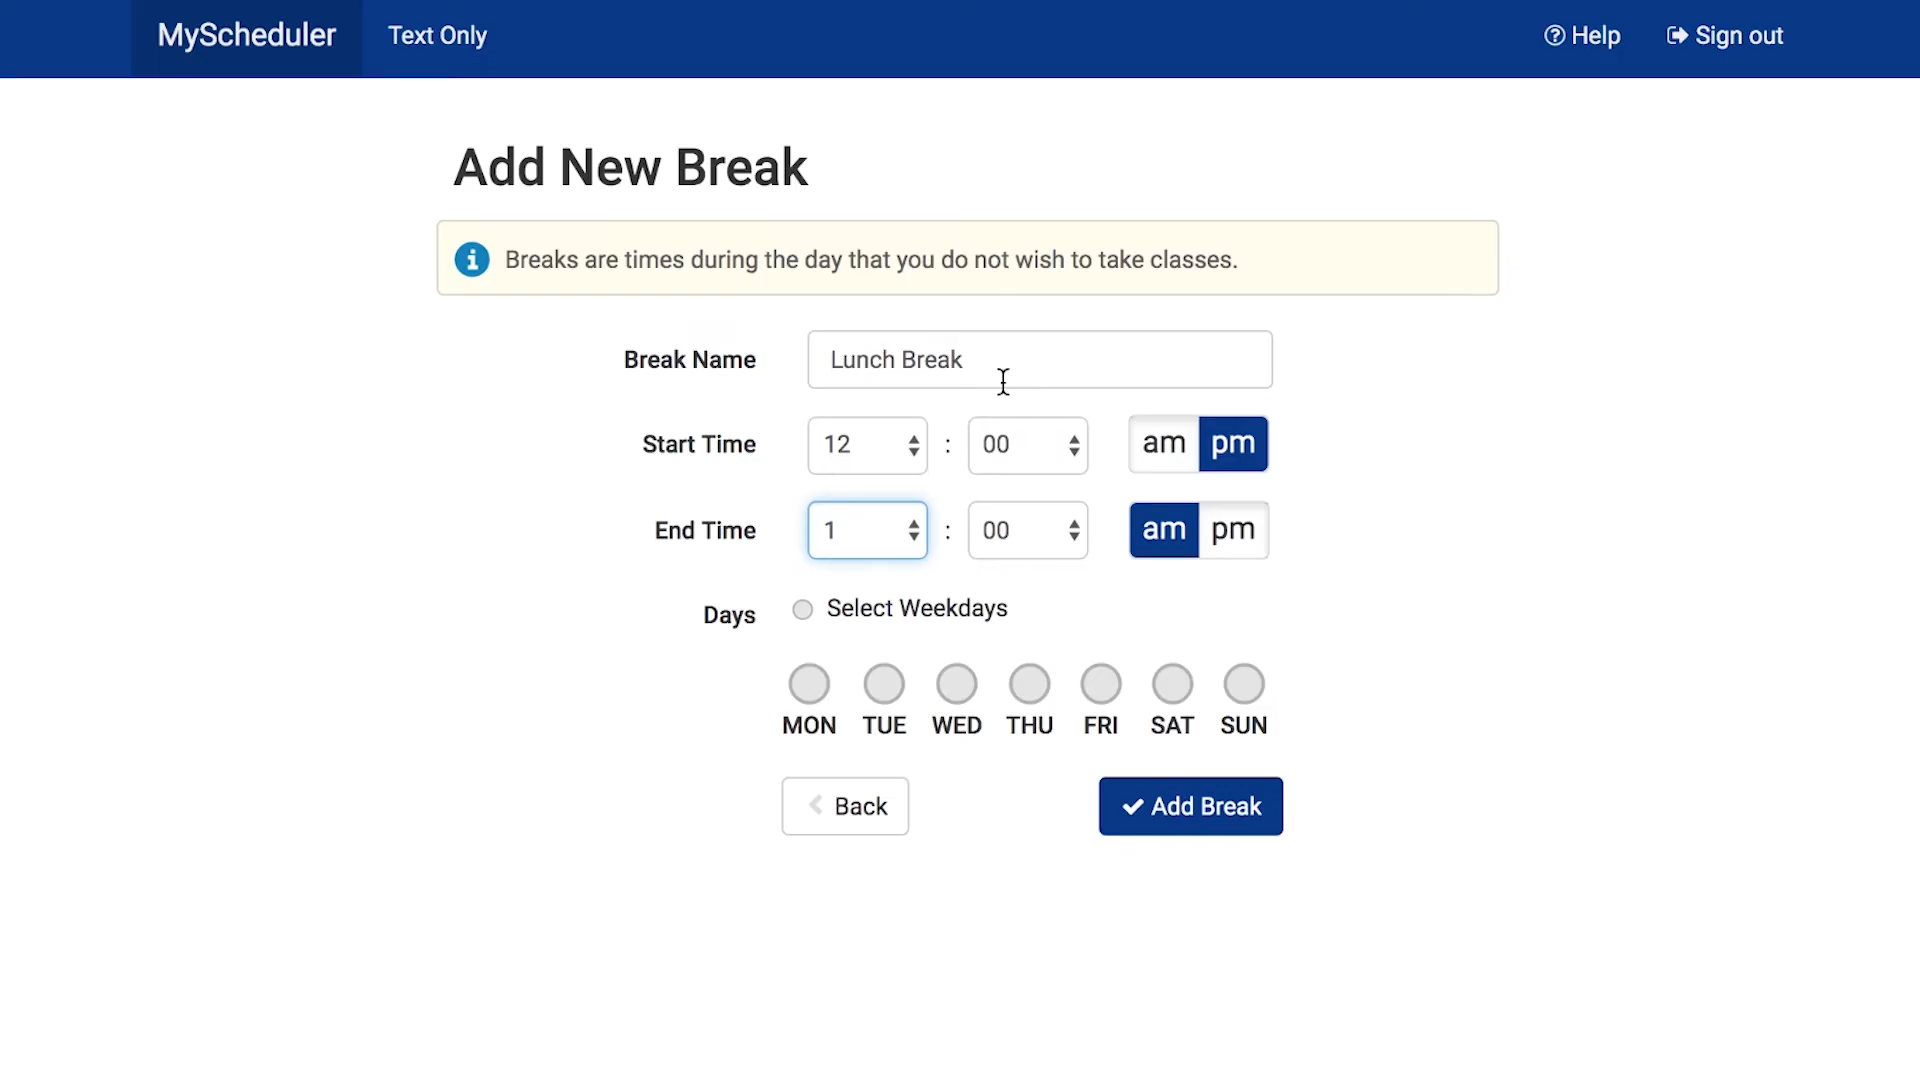 MyScheduler Text Only Help Sign out
Add New Break
Breaks are times during the day that you do not wish to take classes.
Break Name Lunch Break
Start Time 12 : 00 am pm
End Time 1 : 00 am pm
Days Select Weekdays
MON TUE WED THU FRI SAT SUN
Back Add Break